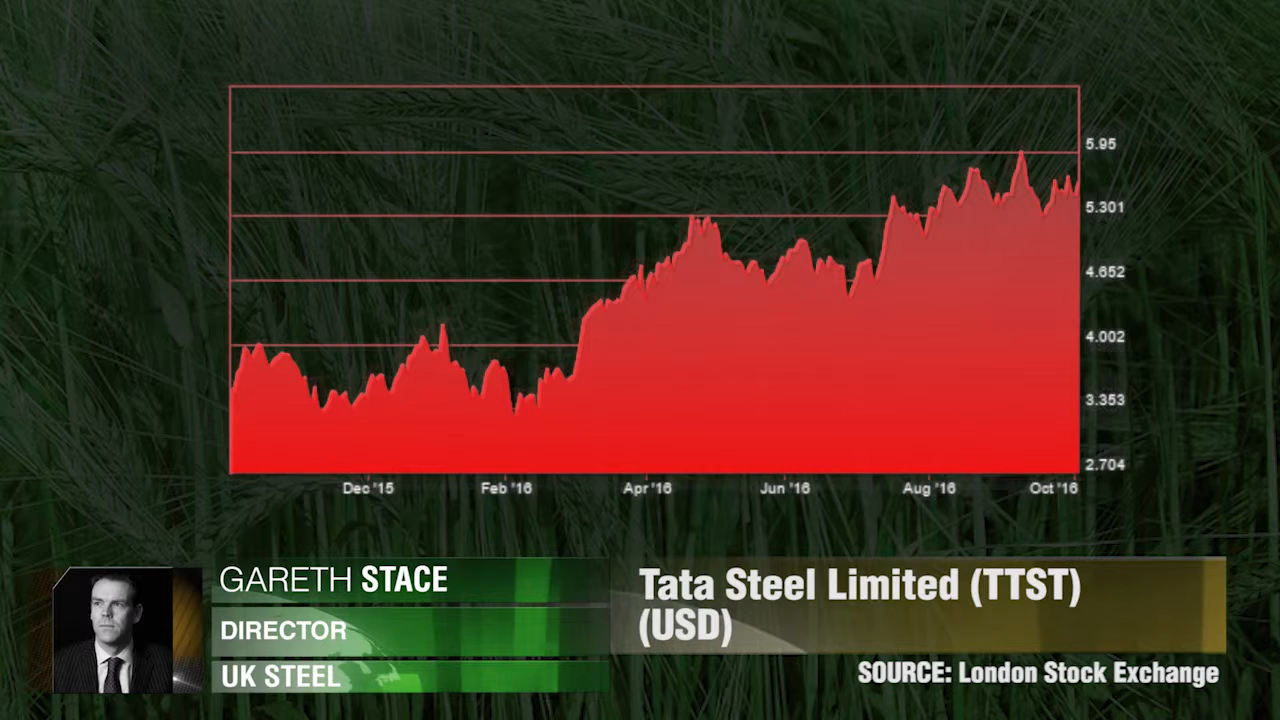 5.95
5.301
4.652
4.002
3.353
2.704
Dec '15 Feb '16 Apr '16 Jun '16 Aug '16 Oct '16
GARETH STACE
DIRECTOR
UK STEEL
Tata Steel Limited (TTST)
(USD)
SOURCE: London Stock Exchange